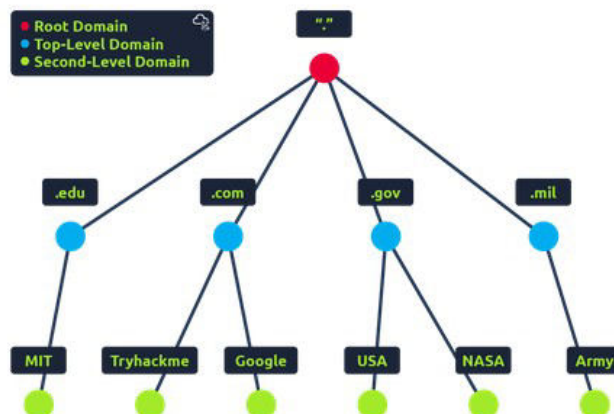 Root Domain
Top-Level Domain
Second-Level Domain
"."
.edu
.com
.gov
.mil
MIT
Tryhackme
Google
USA
NASA
Army